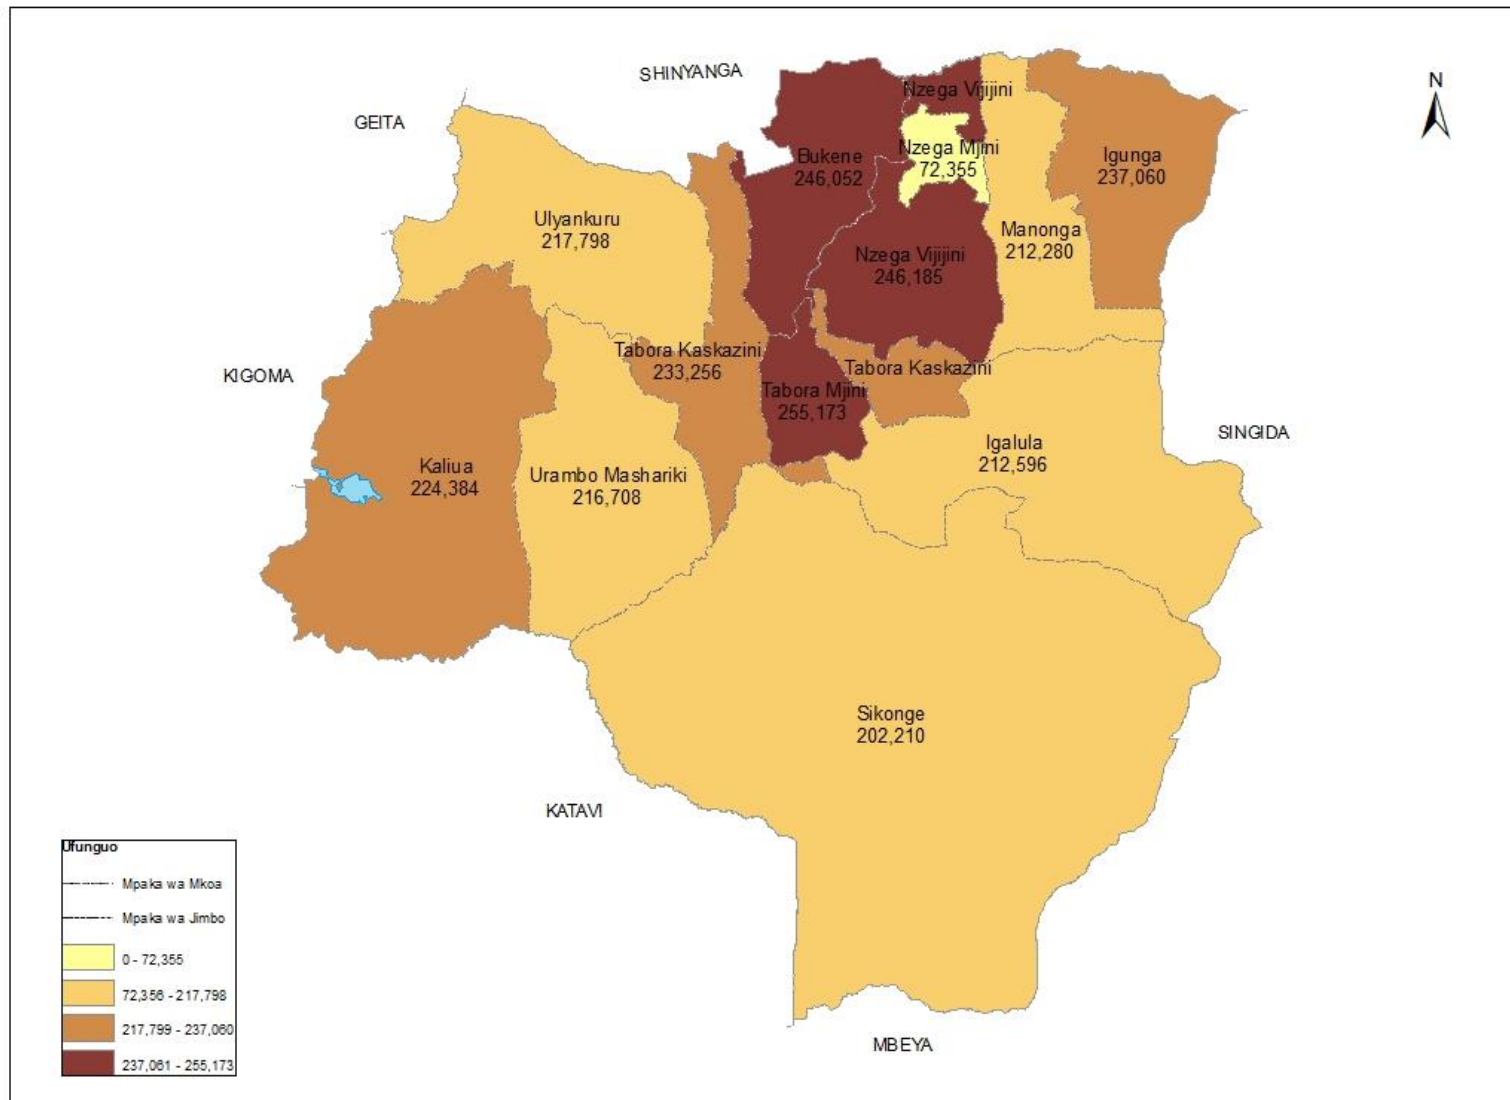 SHINYANGA
N
GEITA
Nzega Vijijini
Nzega Mjini
72,355
Bukene
246,052
Igunga
237,060
Ulyankuru
217,798
Manonga
212,280
Nzega Vijijini
246,185
KIGOMA
Tabora Kaskazini
233,256
Tabora Kaskazini
Tabora Mjini
255,173
SINGIDA
Igalula
212,596
Kaliua
224,384
Urambo Mashariki
216,708
Sikonge
202,210
KATAVI
Ufunguo
Mpaka wa Mkoa
Mpaka wa Jimbo
0 - 72,355
72,356 - 217,798
217,799 - 237,060
237,061 - 255,173
MBEYA